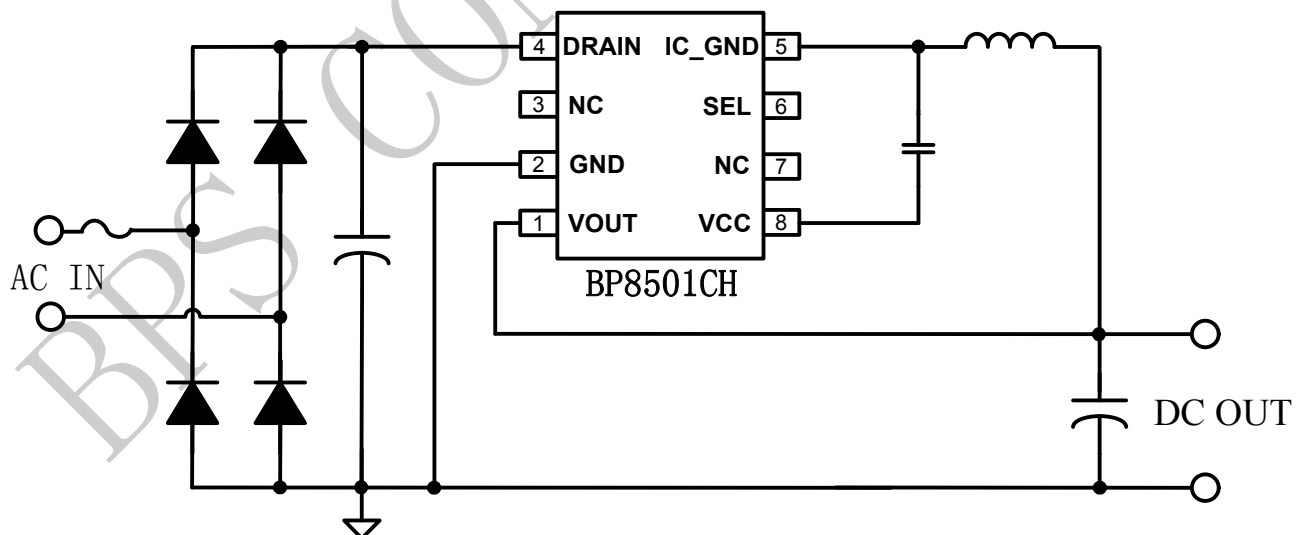 4 DRAIN IC_GND 5
3 NC SEL 6
2 GND NC 7
1 VOUT VCC 8
AC IN
BP8501CH
DC OUT
BPS